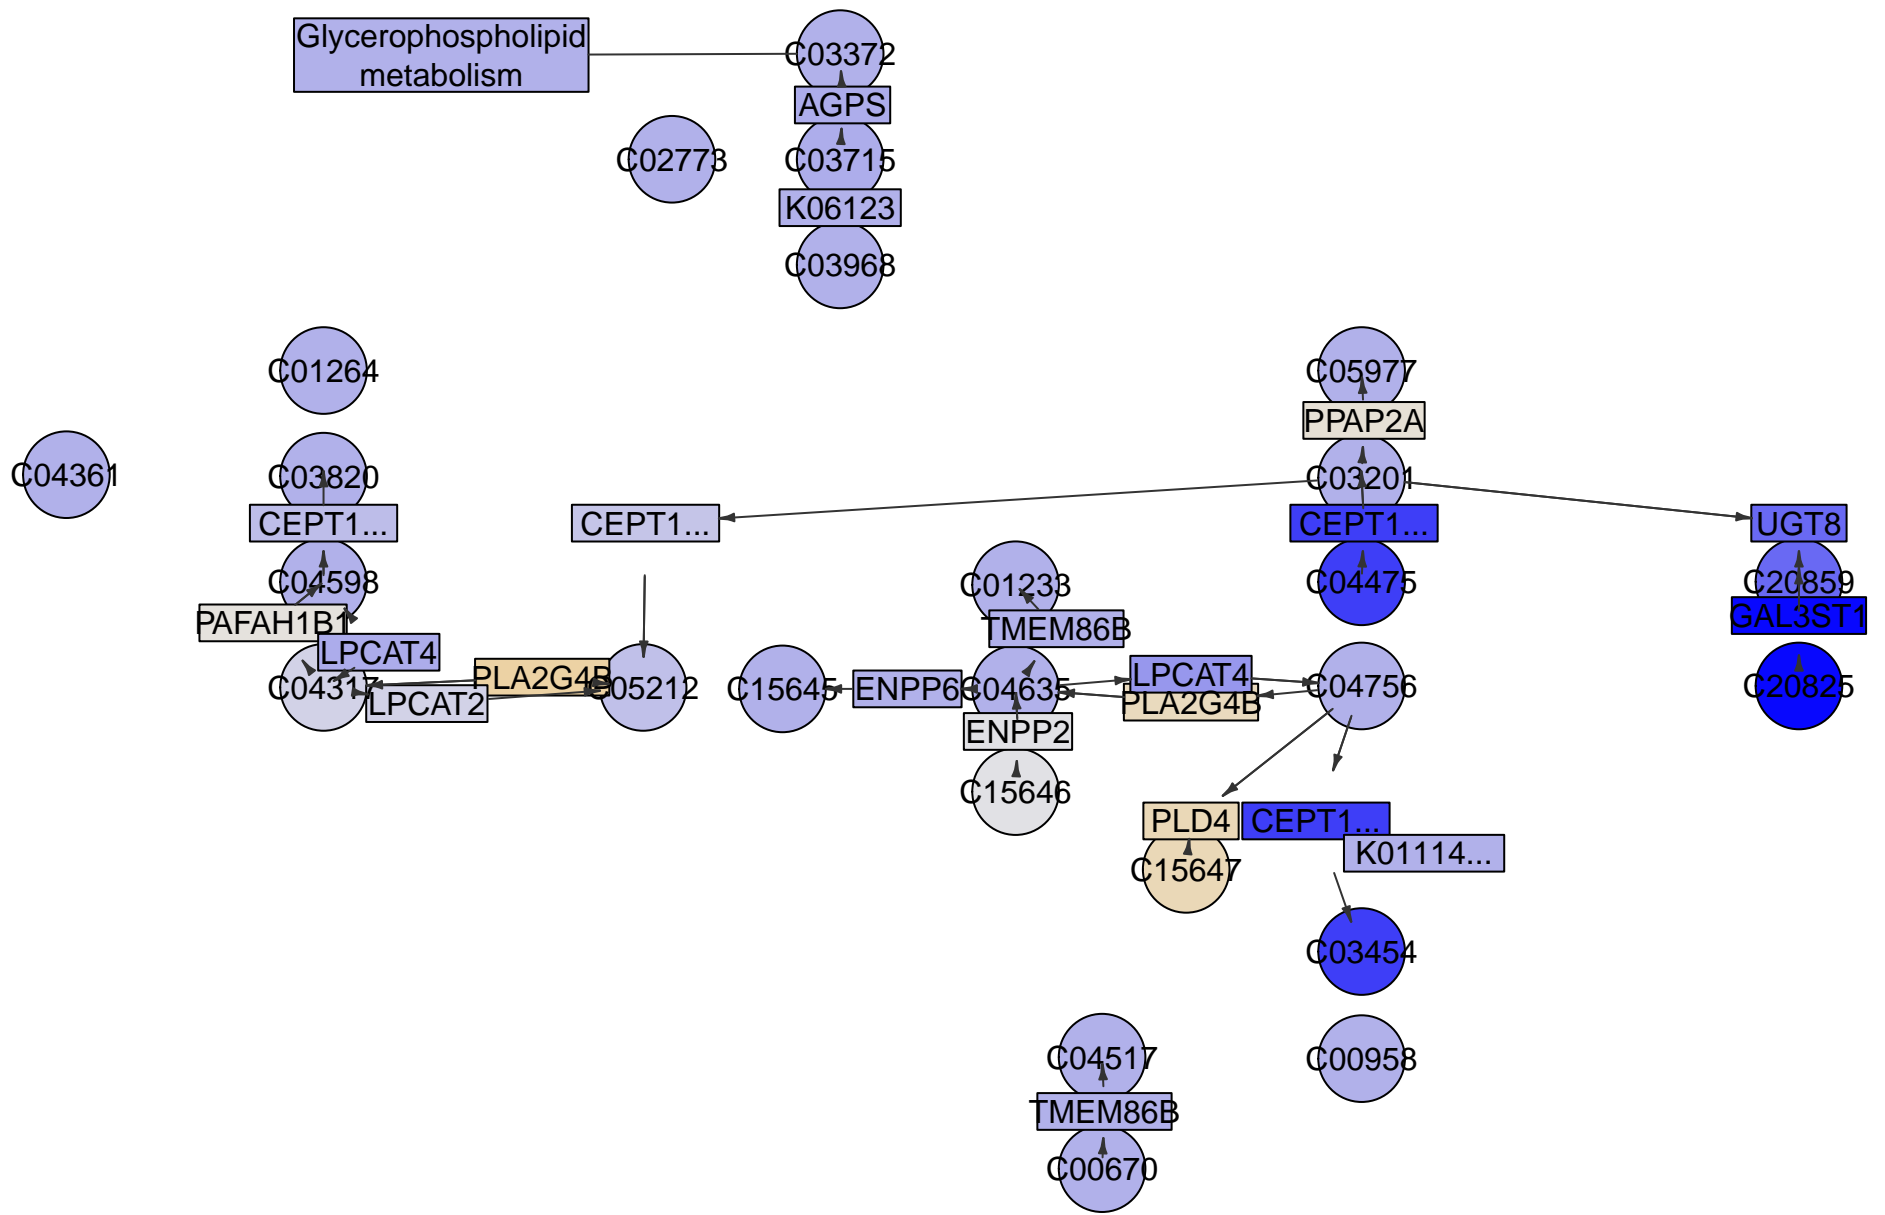 Glycerophospholipid
metabolism
C03372
AGPS
C02773
C03715
K06123
C03968
C01264
C05977
PPAP2A
C04361
C03820
C03201
CEPT1...
CEPT1...
CEPT1...
UGT8
C04598
C01233
C04475
C20859
PAFAH1B1
TMEM86B
GAL3ST1
LPCAT4
C04317
PLA2G4B
C05212
LPCAT2
C15645
ENPP6
C04635
LPCAT4
PLA2G4B
C04756
C20825
ENPP2
C15646
PLD4
CEPT1...
K01114...
C15647
C03454
C04517
C00958
TMEM86B
C00670